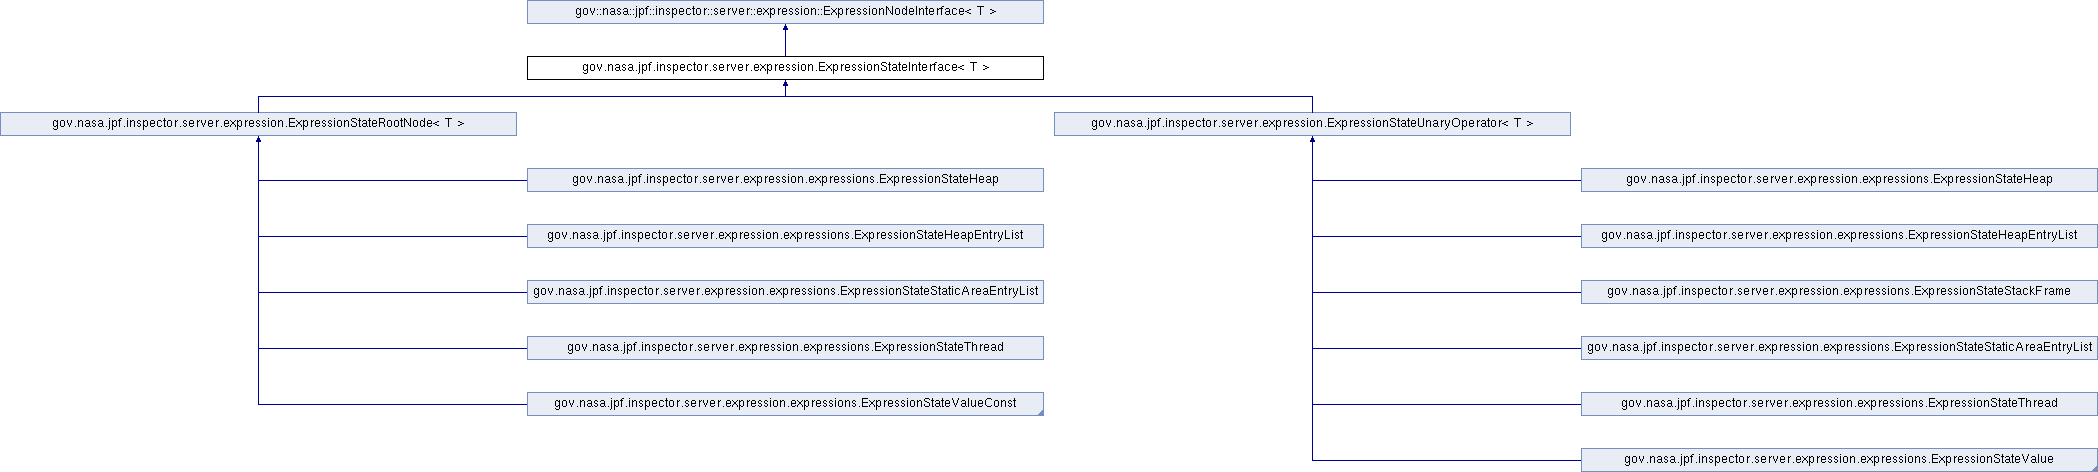 gov::nasa::jpf::inspector::server::expression::ExpressionNodeInterface< T >
gov.nasa.jpf.inspector.server.expression.ExpressionStateInterface< T >
gov.nasa.jpf.inspector.server.expression.ExpressionStateRootNode< T >
gov.nasa.jpf.inspector.server.expression.ExpressionStateUnaryOperator< T >
gov.nasa.jpf.inspector.server.expression.expressions.ExpressionStateHeap
gov.nasa.jpf.inspector.server.expression.expressions.ExpressionStateHeap
gov.nasa.jpf.inspector.server.expression.expressions.ExpressionStateHeapEntryList
gov.nasa.jpf.inspector.server.expression.expressions.ExpressionStateHeapEntryList
gov.nasa.jpf.inspector.server.expression.expressions.ExpressionStateStaticAreaEntryList
gov.nasa.jpf.inspector.server.expression.expressions.ExpressionStateStackFrame
gov.nasa.jpf.inspector.server.expression.expressions.ExpressionStateThread
gov.nasa.jpf.inspector.server.expression.expressions.ExpressionStateStaticAreaEntryList
gov.nasa.jpf.inspector.server.expression.expressions.ExpressionStateValueConst
gov.nasa.jpf.inspector.server.expression.expressions.ExpressionStateThread
gov.nasa.jpf.inspector.server.expression.expressions.ExpressionStateValue